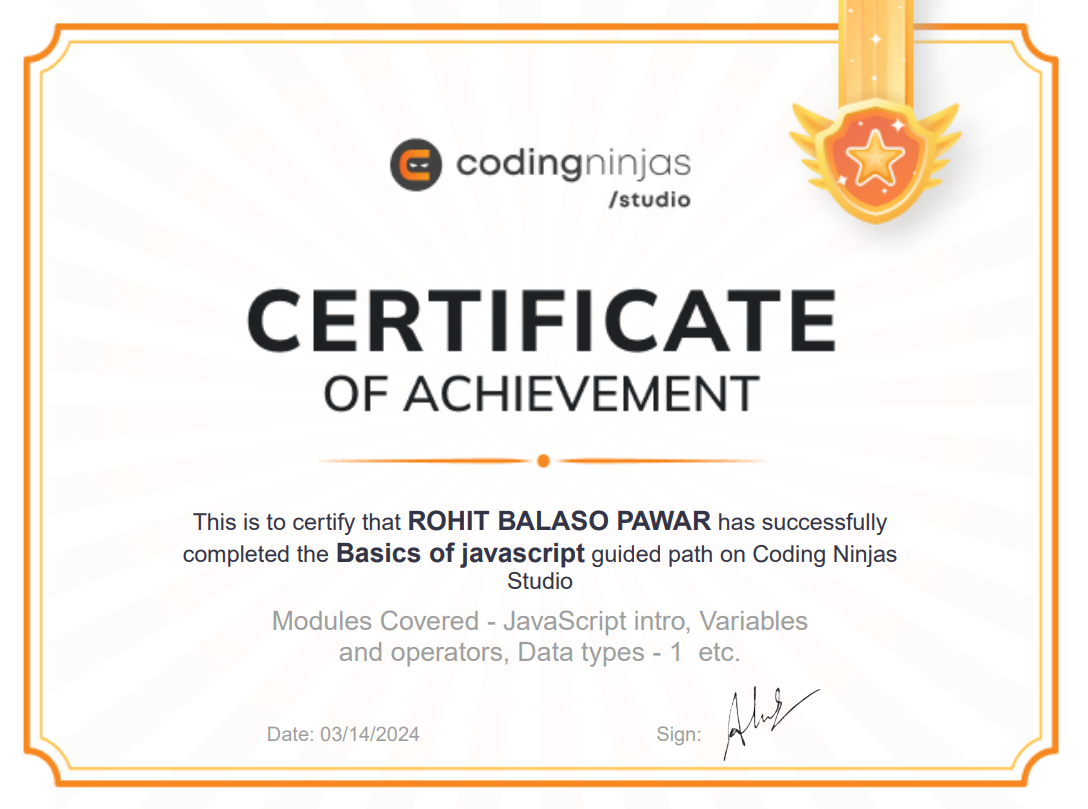 codingninjas
/studio
CERTIFICATE
OF ACHIEVEMENT
This is to certify that ROHIT BALASO PAWAR has successfully
completed the Basics of javascript guided path on Coding Ninjas
Studio
Modules Covered - JavaScript intro, Variables
and operators, Data types - 1  etc.
Date: 03/14/2024
Sign: